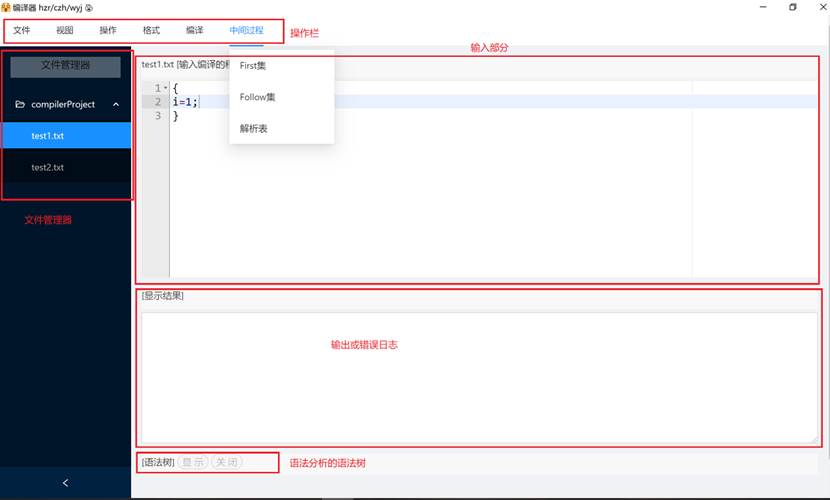 编译器 hzr/czh/wyj
文件 视图 操作 格式 编译 中间过程
操作栏
输入部分
文件管理器
compilerProject
test1.txt
test2.txt
文件管理器
test1.txt [输入编译的
First集
Follow集
解析表
1
2
3
{
i=1;
}
[显示结果]
输出或错误日志
[语法树] 显示 关闭
语法分析的语法树